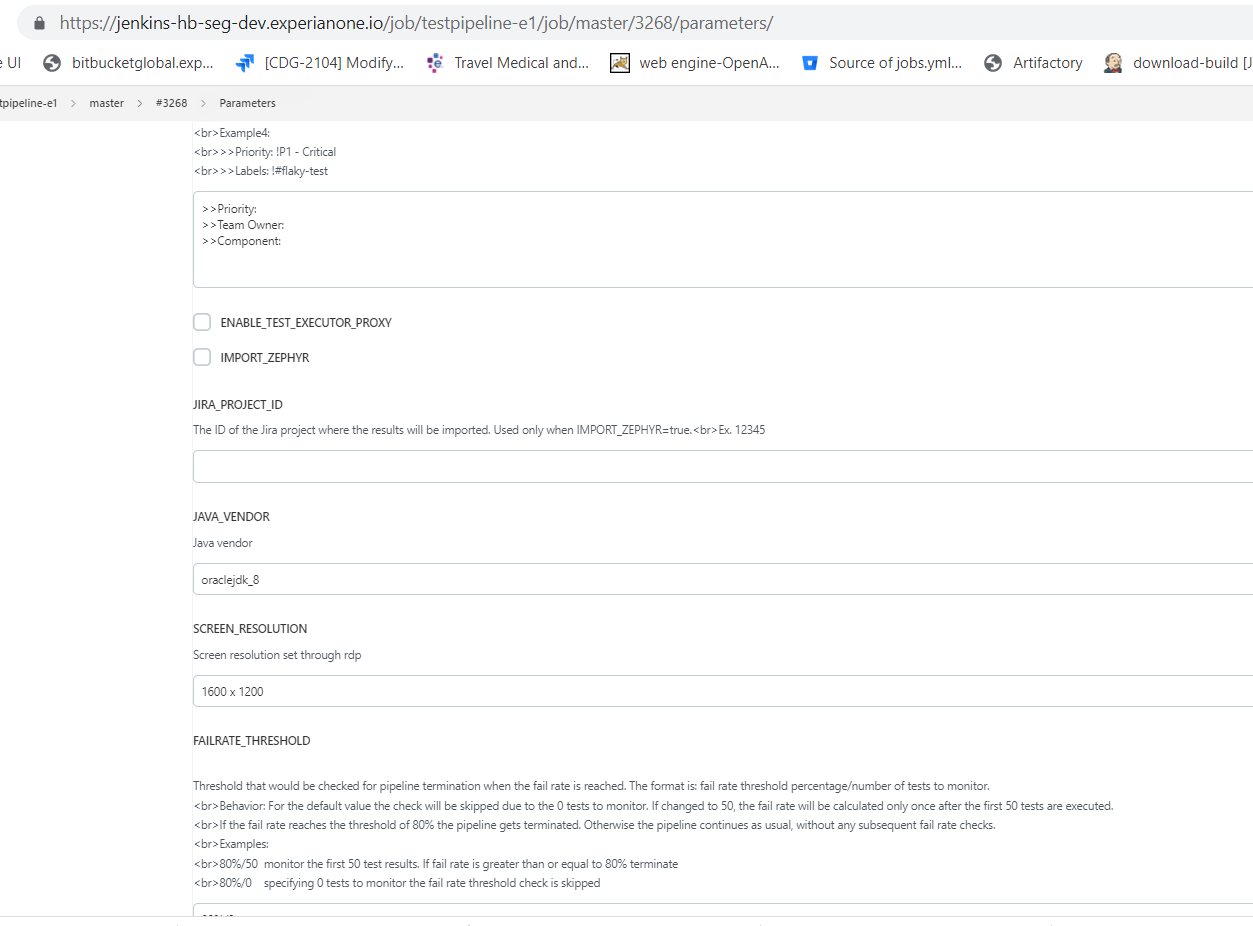 https://jenkins-hb-seg-dev.experianone.io/job/testpipeline-e1/job/master/3268/parameters/
e UI bitbucketglobal.exp... [CDG-2104] Modify... Travel Medical and... web engine-OpenA... Source of jobs.yml... Artifactory download-build [J
tpipeline-e1 > master > #3268 > Parameters
<br>Example4:
<br>>>Priority: !P1 - Critical
<br>>>Labels: !#flaky-test
>>Priority:
>>Team Owner:
>>Component:
ENABLE_TEST_EXECUTOR_PROXY
IMPORT_ZEPHYR
JIRA_PROJECT_ID
The ID of the Jira project where the results will be imported. Used only when IMPORT_ZEPHYR=true.<br>Ex. 12345
JAVA_VENDOR
Java vendor
oraclejdk_8
SCREEN_RESOLUTION
Screen resolution set through rdp
1600 x 1200
FAILRATE_THRESHOLD
Threshold that would be checked for pipeline termination when the fail rate is reached. The format is: fail rate threshold percentage/number of tests to monitor.
<br>Behavior: For the default value the check will be skipped due to the 0 tests to monitor. If changed to 50, the fail rate will be calculated only once after the first 50 tests are executed.
<br>If the fail rate reaches the threshold of 80% the pipeline gets terminated. Otherwise the pipeline continues as usual, without any subsequent fail rate checks.
<br>Examples:
<br>80%/50 monitor the first 50 test results. If fail rate is greater than or equal to 80% terminate
<br>80%/0 specifying 0 tests to monitor the fail rate threshold check is skipped